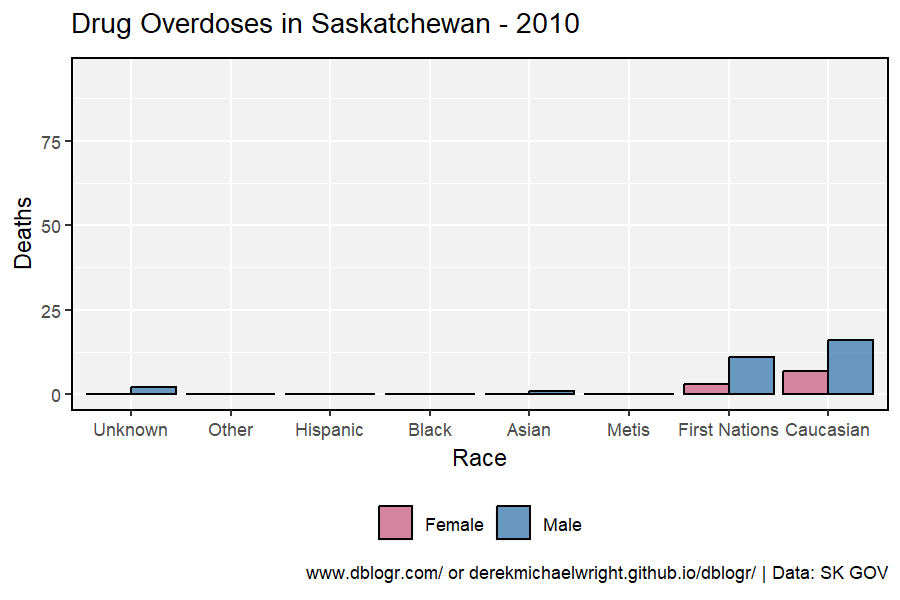 Drug Overdoses in Saskatchewan - 2010
Deaths
75
50
25
0
Unknown Other Hispanic Black Asian Metis First Nations Caucasian
Race
Female Male
www.dblogr.com/ or derekmichaelwright.github.io/dblogr/ | Data: SK GOV